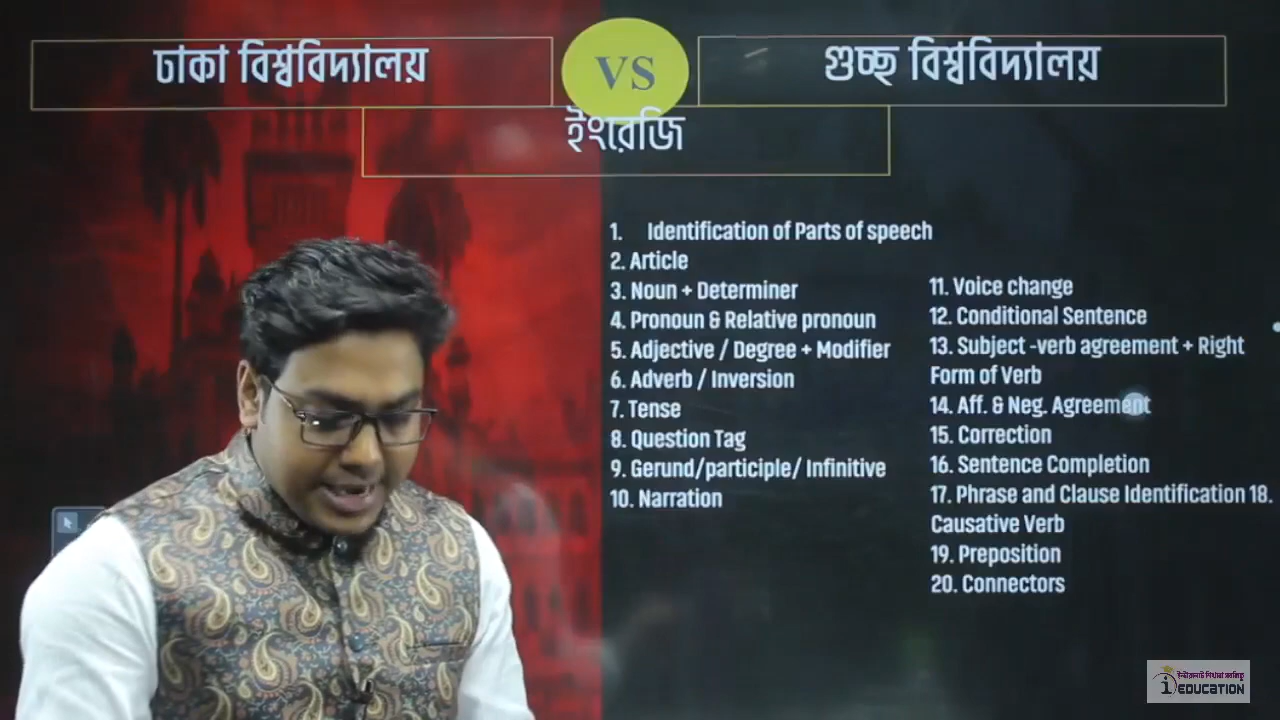 ঢাকা বিশ্ববিদ্যালয়
VS
গুচ্ছ বিশ্ববিদ্যালয়
ইংরেজি
1. Identification of Parts of speech
2. Article
3. Noun + Determiner
4. Pronoun & Relative pronoun
5. Adjective / Degree + Modifier
6. Adverb / Inversion
7. Tense
8. Question Tag
9. Gerund/participle/ Infinitive
10. Narration
11. Voice change
12. Conditional Sentence
13. Subject -verb agreement + Right
Form of Verb
14. Aff. & Neg. Agreement
15. Correction
16. Sentence Completion
17. Phrase and Clause Identification 18.
Causative Verb
19. Preposition
20. Connectors
i EDUCATION